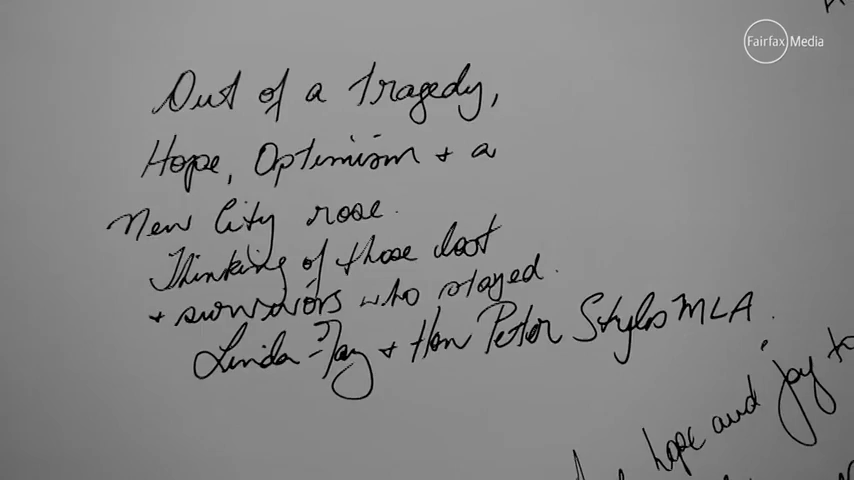 Fairfax Media
Out of a tragedy,
Hope, Optimism + a
New City rose.
Thinking of those lost
+ survivors who stayed.
Linda-Fay + Hon Peter Styles MLA.
hope and joy to